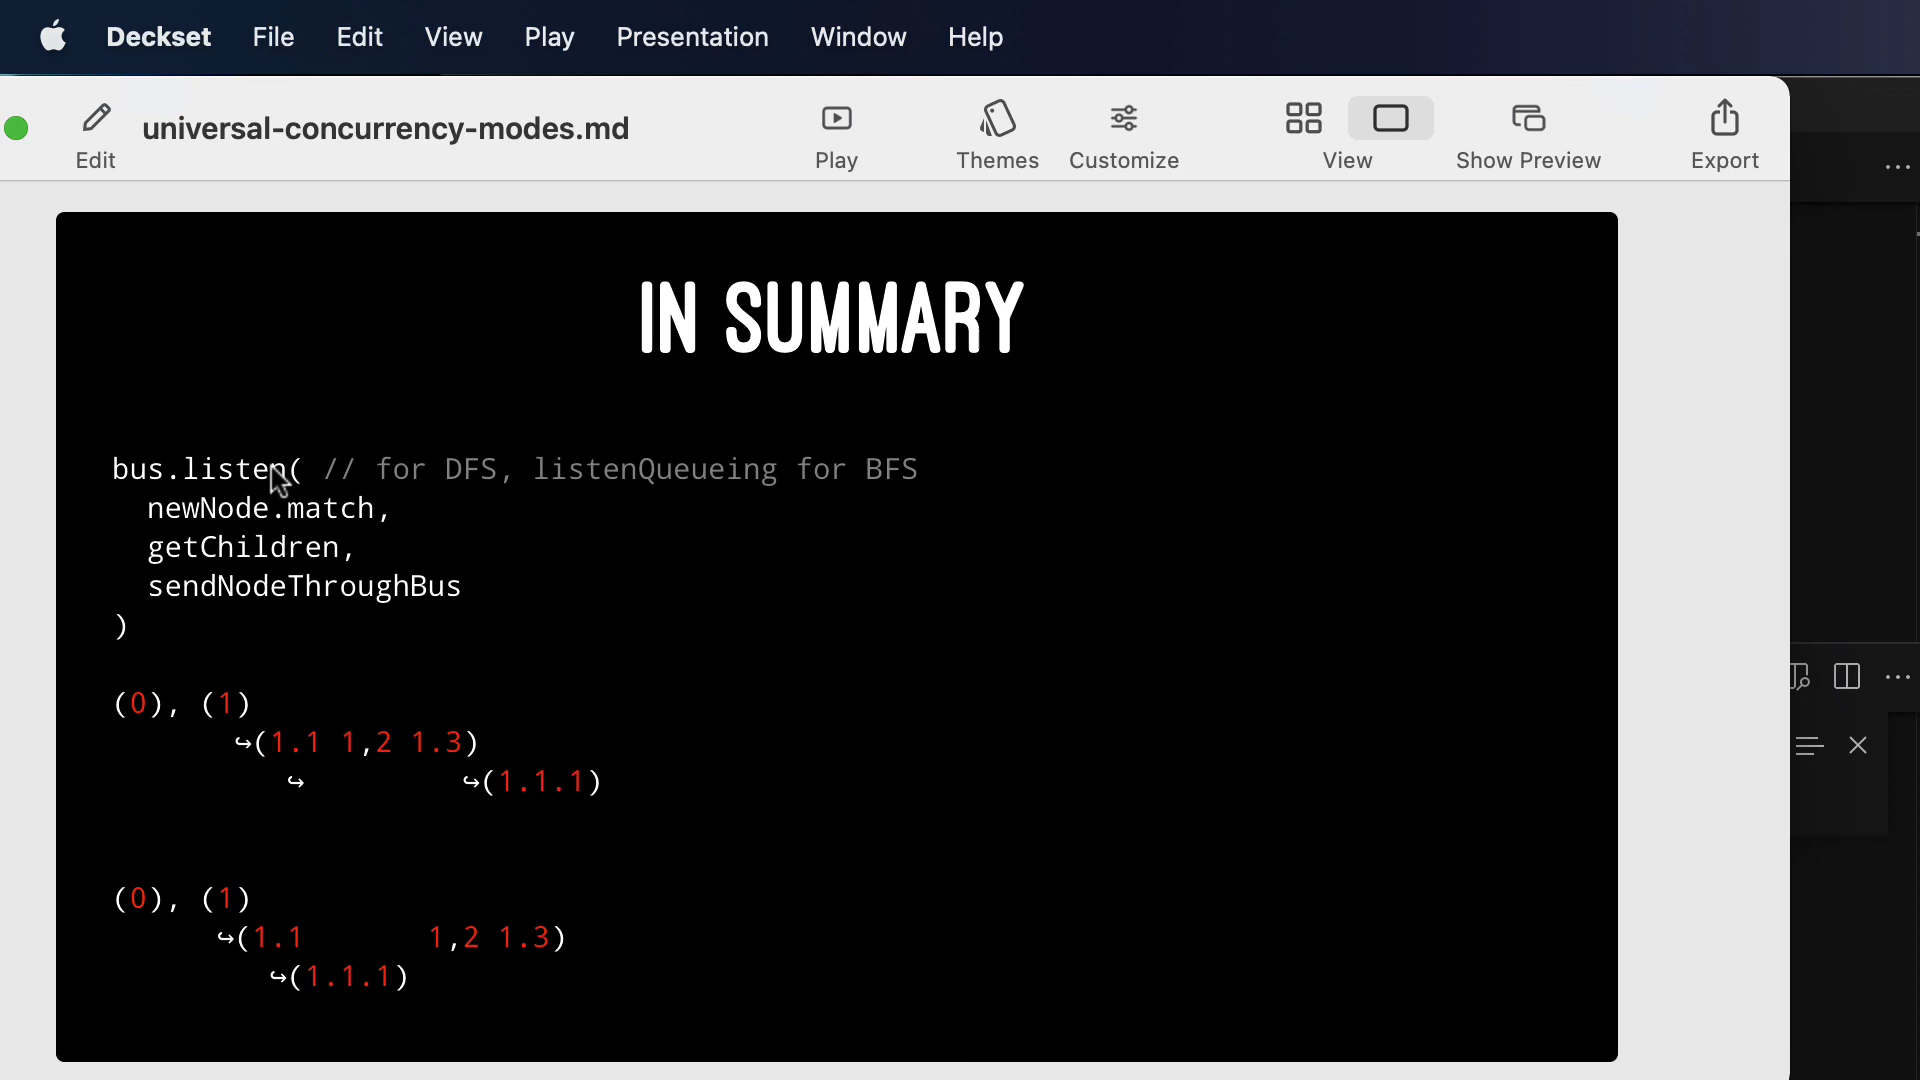 Deckset File Edit View Play Presentation Window Help
universal-concurrency-modes.md
Edit Play Themes Customize View Show Preview Export
IN SUMMARY
bus.listen( // for DFS, listenQueueing for BFS
newNode.match,
getChildren,
sendNodeThroughBus
)
(0), (1)
↪(1.1 1,2 1.3)
↪ ↪(1.1.1)
(0), (1)
↪(1.1 1,2 1.3)
↪(1.1.1)